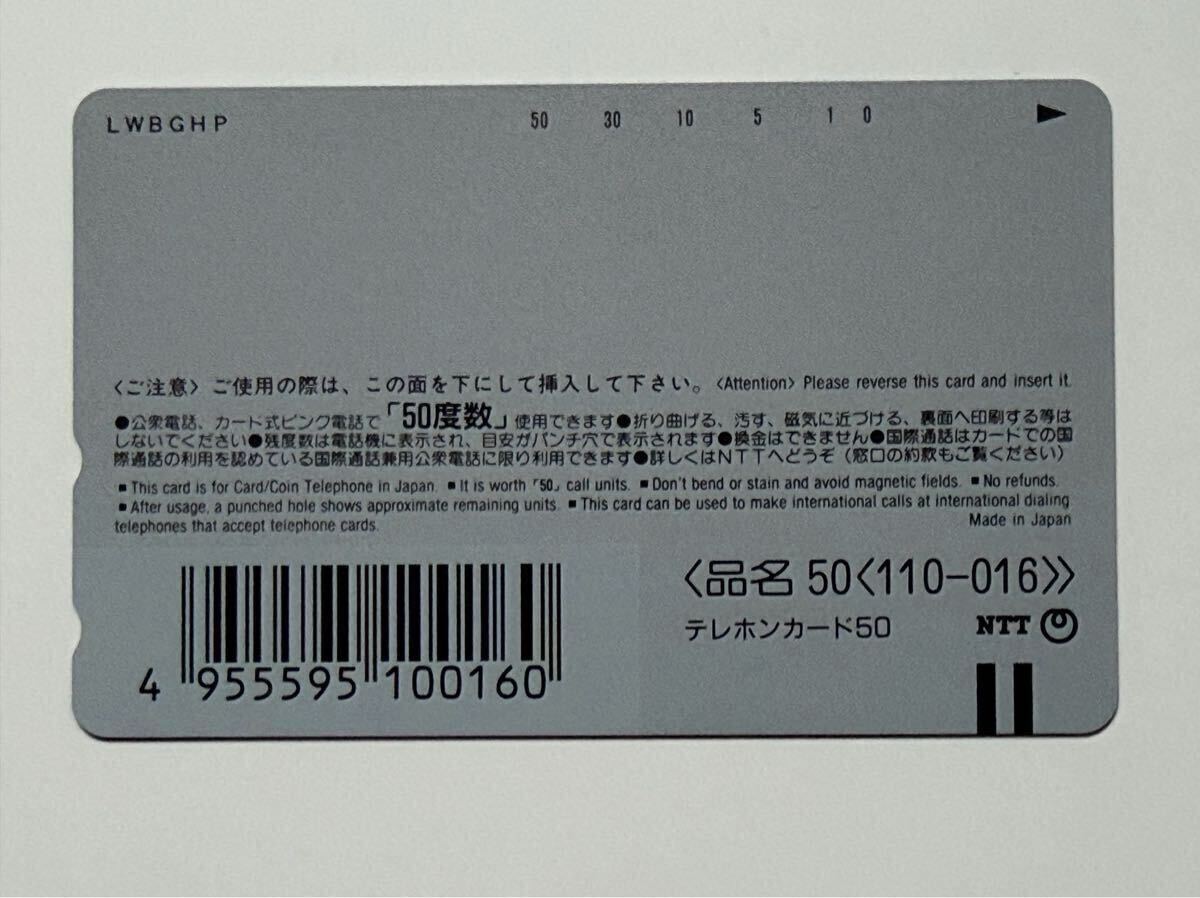 LWBGHP
50 30 10 5 1 0
〈ご注意〉ご使用の際は、この面を下にして挿入して下さい。〈Attention〉Please reverse this card and insert it.
●公衆電話、カード式ピンク電話で「50度数」使用できます●折り曲げる、汚す、磁気に近づける、裏面へ印刷する等は
しないでください●残度数は電話機に表示され、目安がパンチ穴で表示されます●換金はできません●国際通話はカードでの国
際通話の利用を認めている国際通話兼用公衆電話に限り利用できます●詳しくはNTTへどうぞ（窓口の約款もご覧ください）
■This card is for Card/Coin Telephone in Japan. ■It is worth「50」call units. ■Don't bend or stain and avoid magnetic fields. ■No refunds.
■After usage, a punched hole shows approximate remaining units. ■This card can be used to make international calls at international dialing
telephones that accept telephone cards.
Made in Japan
〈品名 50〈110-016〉〉
テレホンカード50
NTT
4 955595 100160